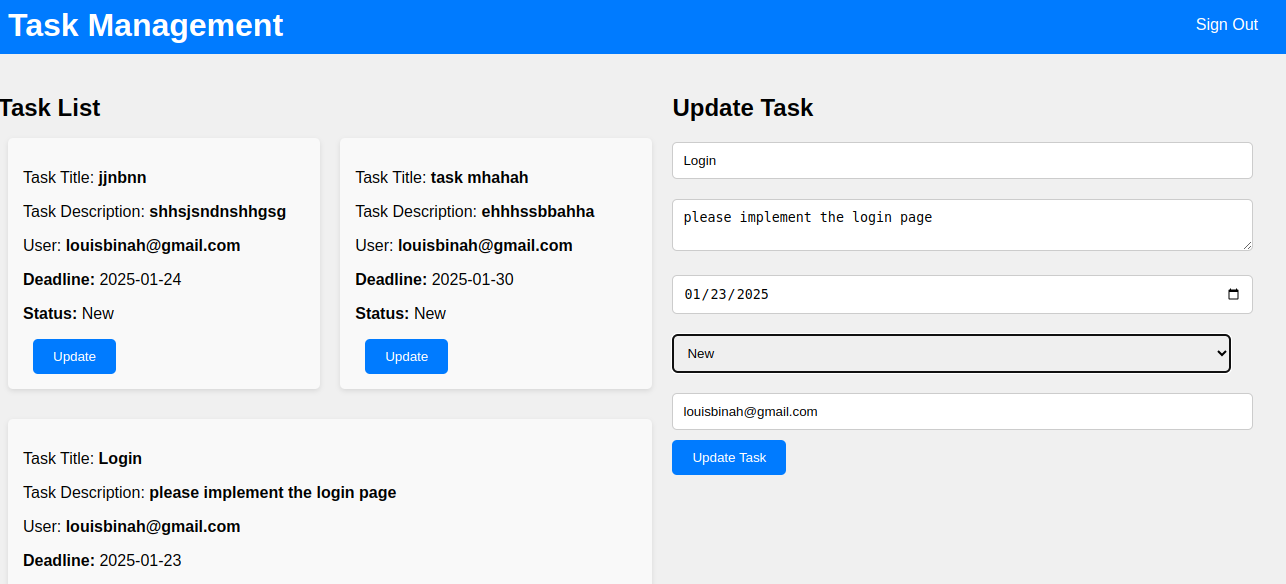 Task Management
Sign Out
Task List
Task Title: jjnbnn
Task Description: shhsjsndnshhgsg
User: louisbinah@gmail.com
Deadline: 2025-01-24
Status: New
Update
Task Title: task mhahah
Task Description: ehhhssbbahha
User: louisbinah@gmail.com
Deadline: 2025-01-30
Status: New
Update
Task Title: Login
Task Description: please implement the login page
User: louisbinah@gmail.com
Deadline: 2025-01-23
Update Task
Login
please implement the login page
01/23/2025
New
louisbinah@gmail.com
Update Task